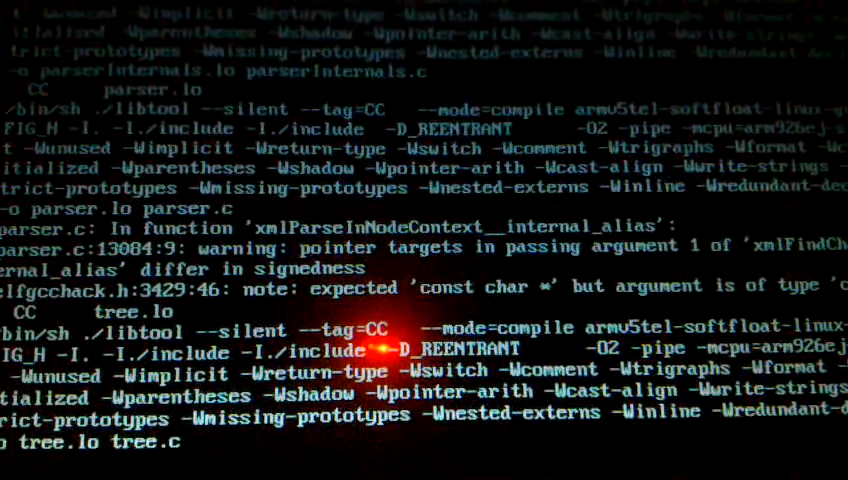 t -Wunused -Wimplicit -Wreturn-type -Wswitch -Wcomment -Wtrigraphs -Wformat
itialized -Wparentheses -Wshadow -Wpointer-arith -Wcast-align -Wwrite-strings
trict-prototypes -Wmissing-prototypes -Wnested-externs -Winline -Wredundant-dec
-o parserInternals.lo parserInternals.c
CC parser.lo
/bin/sh ./libtool --silent --tag=CC --mode=compile armv5tel-softfloat-linux-g
FIG_H -I. -I./include -I./include -D_REENTRANT -O2 -pipe -mcpu=arm926ej-s
t -Wunused -Wimplicit -Wreturn-type -Wswitch -Wcomment -Wtrigraphs -Wformat -Wc
itialized -Wparentheses -Wshadow -Wpointer-arith -Wcast-align -Wwrite-strings -
trict-prototypes -Wmissing-prototypes -Wnested-externs -Winline -Wredundant-dec
-o parser.lo parser.c
parser.c: In function 'xmlParseInNodeContext__internal_alias':
parser.c:13084:9: warning: pointer targets in passing argument 1 of 'xmlFindCh
ernal_alias' differ in signedness
elfgcchack.h:3429:46: note: expected 'const char *' but argument is of type 'c
CC tree.lo
/bin/sh ./libtool --silent --tag=CC --mode=compile armv5tel-softfloat-linux-
IG_H -I. -I./include -I./include -D_REENTRANT -O2 -pipe -mcpu=arm926ej
-Wunused -Wimplicit -Wreturn-type -Wswitch -Wcomment -Wtrigraphs -Wformat -
tialized -Wparentheses -Wshadow -Wpointer-arith -Wcast-align -Wwrite-strings
rict-prototypes -Wmissing-prototypes -Wnested-externs -Winline -Wredundant-d
o tree.lo tree.c